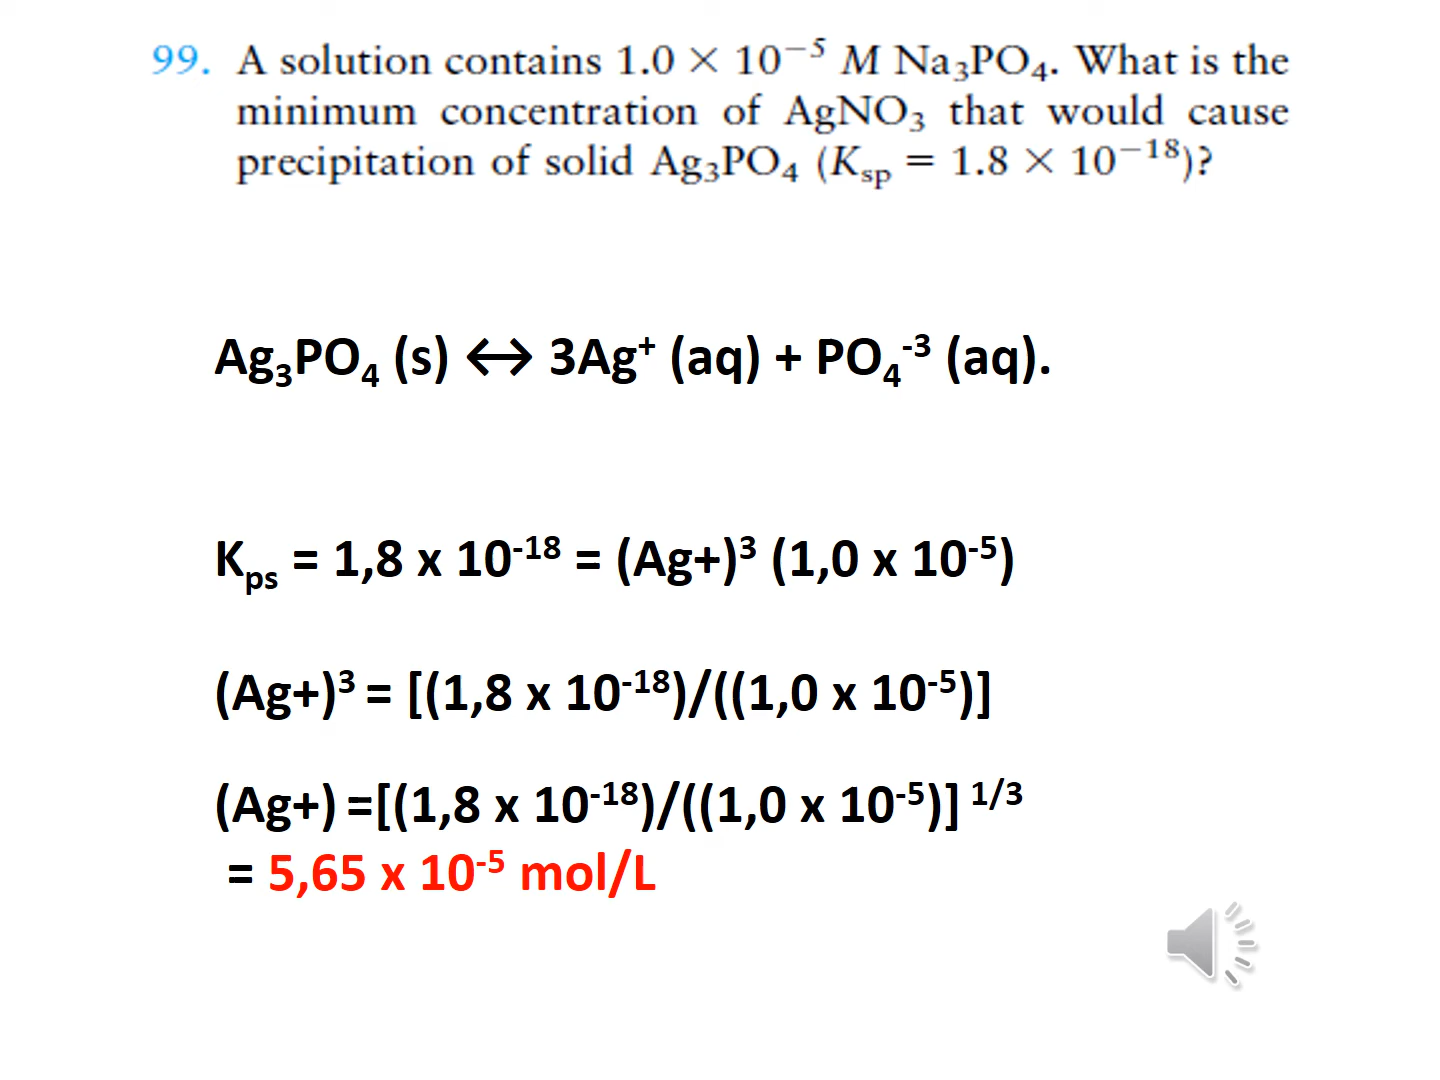 99. A solution contains 1.0 × 10⁻⁵ M Na₃PO₄. What is the
minimum concentration of AgNO₃ that would cause
precipitation of solid Ag₃PO₄ (Kₛₚ = 1.8 × 10⁻¹⁸)?
Ag₃PO₄ (s) ↔ 3Ag⁺ (aq) + PO₄⁻³ (aq).
Kₚₛ = 1,8 x 10⁻¹⁸ = (Ag+)³ (1,0 x 10⁻⁵)
(Ag+)³ = [(1,8 x 10⁻¹⁸)/((1,0 x 10⁻⁵)]
(Ag+) =[(1,8 x 10⁻¹⁸)/((1,0 x 10⁻⁵)] ¹/³
= 5,65 x 10⁻⁵ mol/L